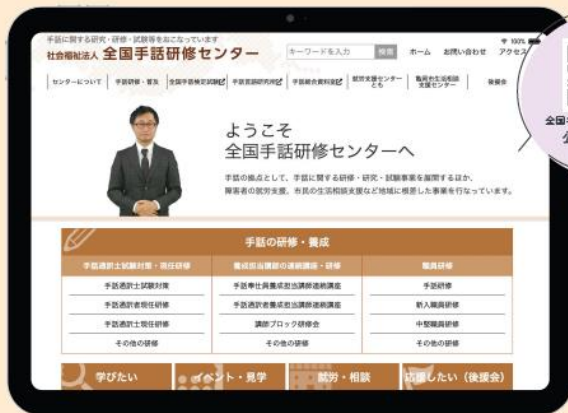 手話に関する研究・研修・試験等をおこなっています
社会福祉法人 全国手話研修センター
キーワードを入力 検索 ホーム お問い合わせ アクセス
100%
センターについて 手話研修・普及 全国手話検定試験 手話言語研究所 手話総合資料室 就労支援センター とも 亀岡市生活相談支援センター 後援会
全国手
公
ようこそ
全国手話研修センターへ
手話の拠点として、手話に関する研修・研究・試験事業を展開するほか、
障害者の就労支援、市民の生活相談支援など地域に根差した事業を行なっています。
手話の研修・養成
手話通訳士試験対策・現任研修 養成担当講師の連続講座・研修 職員研修
手話通訳士試験対策 手話奉仕員養成担当講師連続講座 手話研修
手話通訳者現任研修 手話通訳者養成担当講師連続講座 新人職員研修
手話通訳士現任研修 講師ブロック研修会 中堅職員研修
その他の研修 その他の研修 その他の研修
学びたい イベント・見学 就労・相談 応援したい（後援会）